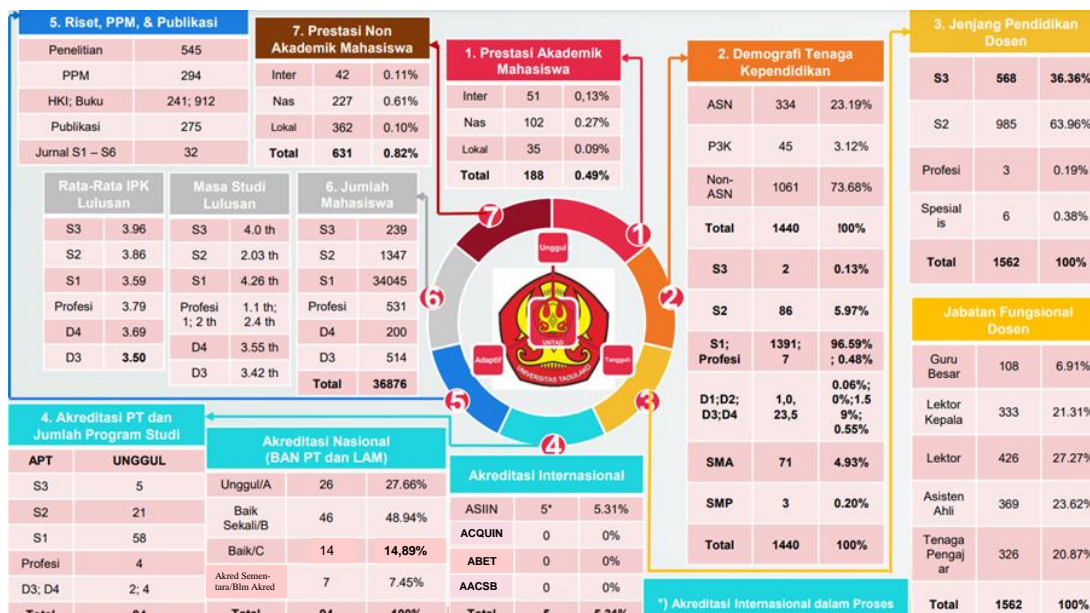 5. Riset, PPM, & Publikasi
Penelitian 545
PPM 294
HKI; Buku 241; 912
Publikasi 275
Jurnal S1 – S6 32
7. Prestasi Non
Akademik Mahasiswa
Inter 42 0.11%
Nas 227 0.61%
Lokal 362 0.10%
Total 631 0.82%
1. Prestasi Akademik
Mahasiswa
Inter 51 0,13%
Nas 102 0.27%
Lokal 35 0.09%
Total 188 0.49%
2. Demografi Tenaga
Kependidikan
ASN 334 23.19%
P3K 45 3.12%
Non-
ASN 1061 73.68%
Total 1440 !00%
S3 2 0.13%
S2 86 5.97%
S1; 1391; 96.59%
Profesi 7 ; 0.48%
D1;D2; 1,0, 0.06%;
D3;D4 23,5 0%;1.5
9%;
0.55%
SMA 71 4.93%
SMP 3 0.20%
Total 1440 100%
3. Jenjang Pendidikan
Dosen
S3 568 36.36%
S2 985 63.96%
Profesi 3 0.19%
Spesial
is 6 0.38%
Total 1562 100%
Jabatan Fungsional
Dosen
Guru
Besar 108 6.91%
Lektor
Kepala 333 21.31%
Lektor 426 27.27%
Asisten
Ahli 369 23.62%
Tenaga
Pengaj
ar 326 20.87%
Total 1562 100%
Rata-Rata IPK
Lulusan
S3 3.96
S2 3.86
S1 3.59
Profesi 3.79
D4 3.69
D3 3.50
Masa Studi
Lulusan
S3 4.0 th
S2 2.03 th
S1 4.26 th
Profesi 1.1 th;
1; 2 th 2.4 th
D4 3.55 th
D3 3.42 th
6. Jumlah
Mahasiswa
S3 239
S2 1347
S1 34045
Profesi 531
D4 200
D3 514
Total 36876
7
1
6
2
5
3
4
Unggul
UNTAD
Adaptif
Tangguh
UNIVERSITAS TADULAKO
4. Akreditasi PT dan
Jumlah Program Studi
APT UNGGUL
S3 5
S2 21
S1 58
Profesi 4
D3; D4 2; 4
Total 94
Akreditasi Nasional
(BAN PT dan LAM)
Unggul/A 26 27.66%
Baik
Sekali/B 46 48.94%
Baik/C 14 14,89%
Akred Semen-
tara/Blm Akred 7 7.45%
Total 94 100%
Akreditasi Internasional
ASIIN 5* 5.31%
ACQUIN 0 0%
ABET 0 0%
AACSB 0 0%
Total 5 5.31%
*) Akreditasi Internasional dalam Proses